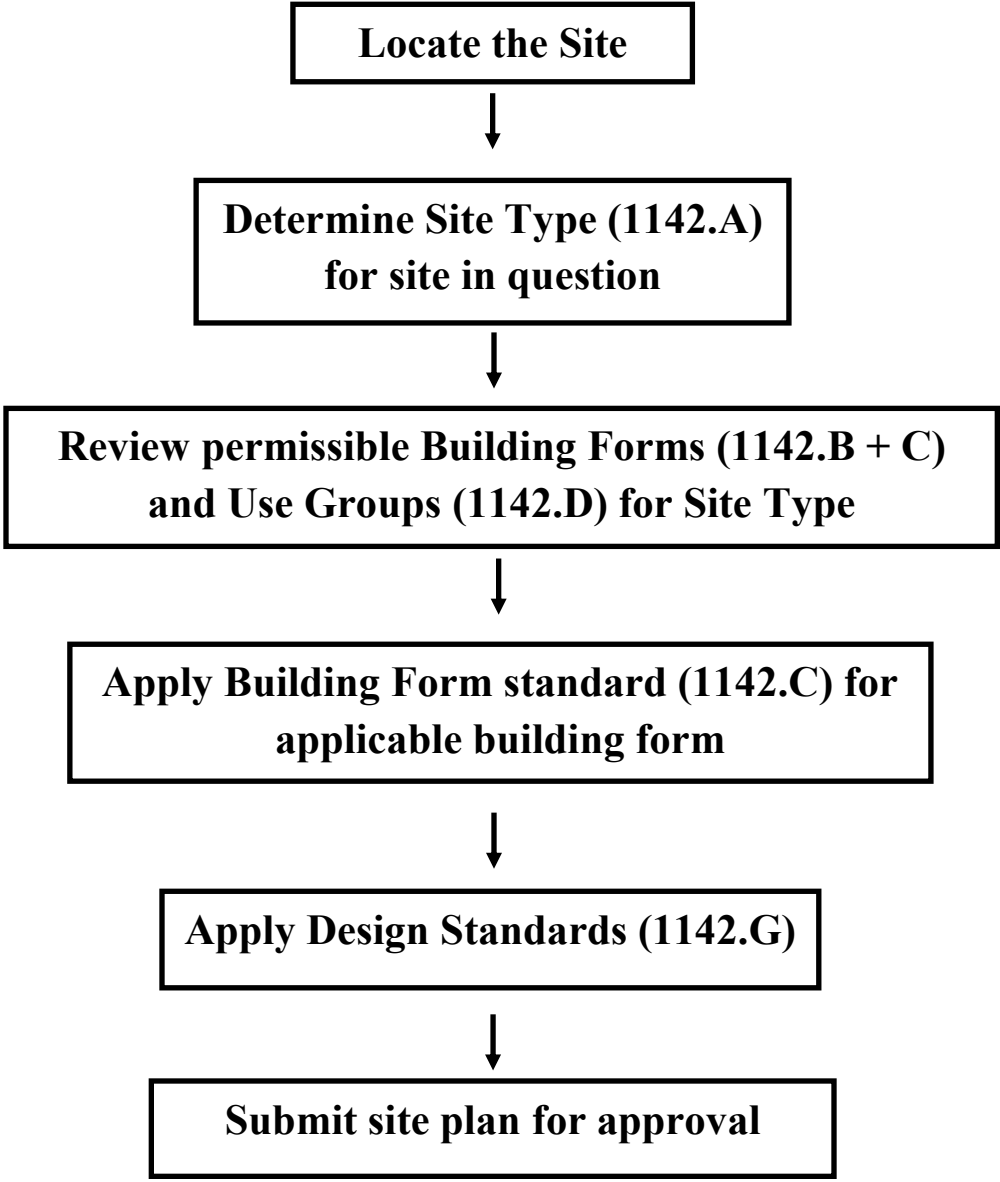 Locate the Site
Determine Site Type (1142.A)
for site in question
Review permissible Building Forms (1142.B + C)
and Use Groups (1142.D) for Site Type
Apply Building Form standard (1142.C) for
applicable building form
Apply Design Standards (1142.G)
Submit site plan for approval